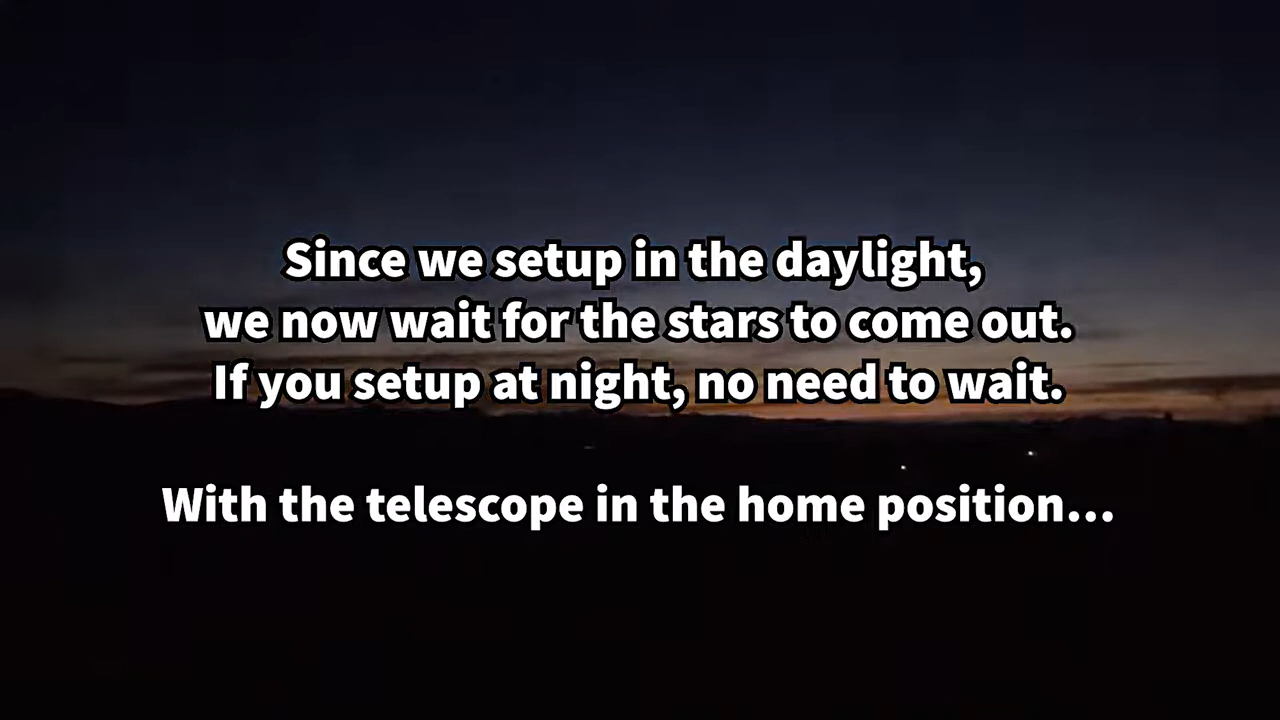 Since we setup in the daylight,
we now wait for the stars to come out.
If you setup at night, no need to wait.
With the telescope in the home position...